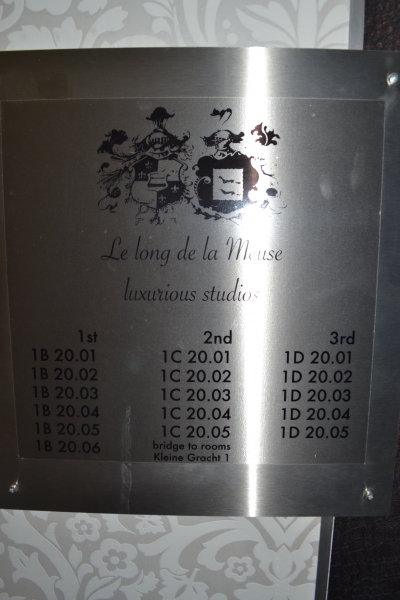 Le long de la Meuse
luxurious studios
1st 2nd 3rd
1B 20.01 1C 20.01 1D 20.01
1B 20.02 1C 20.02 1D 20.02
1B 20.03 1C 20.03 1D 20.03
1B 20.04 1C 20.04 1D 20.04
1B 20.05 1C 20.05 1D 20.05
1B 20.06 bridge to rooms
Kleine Gracht 1